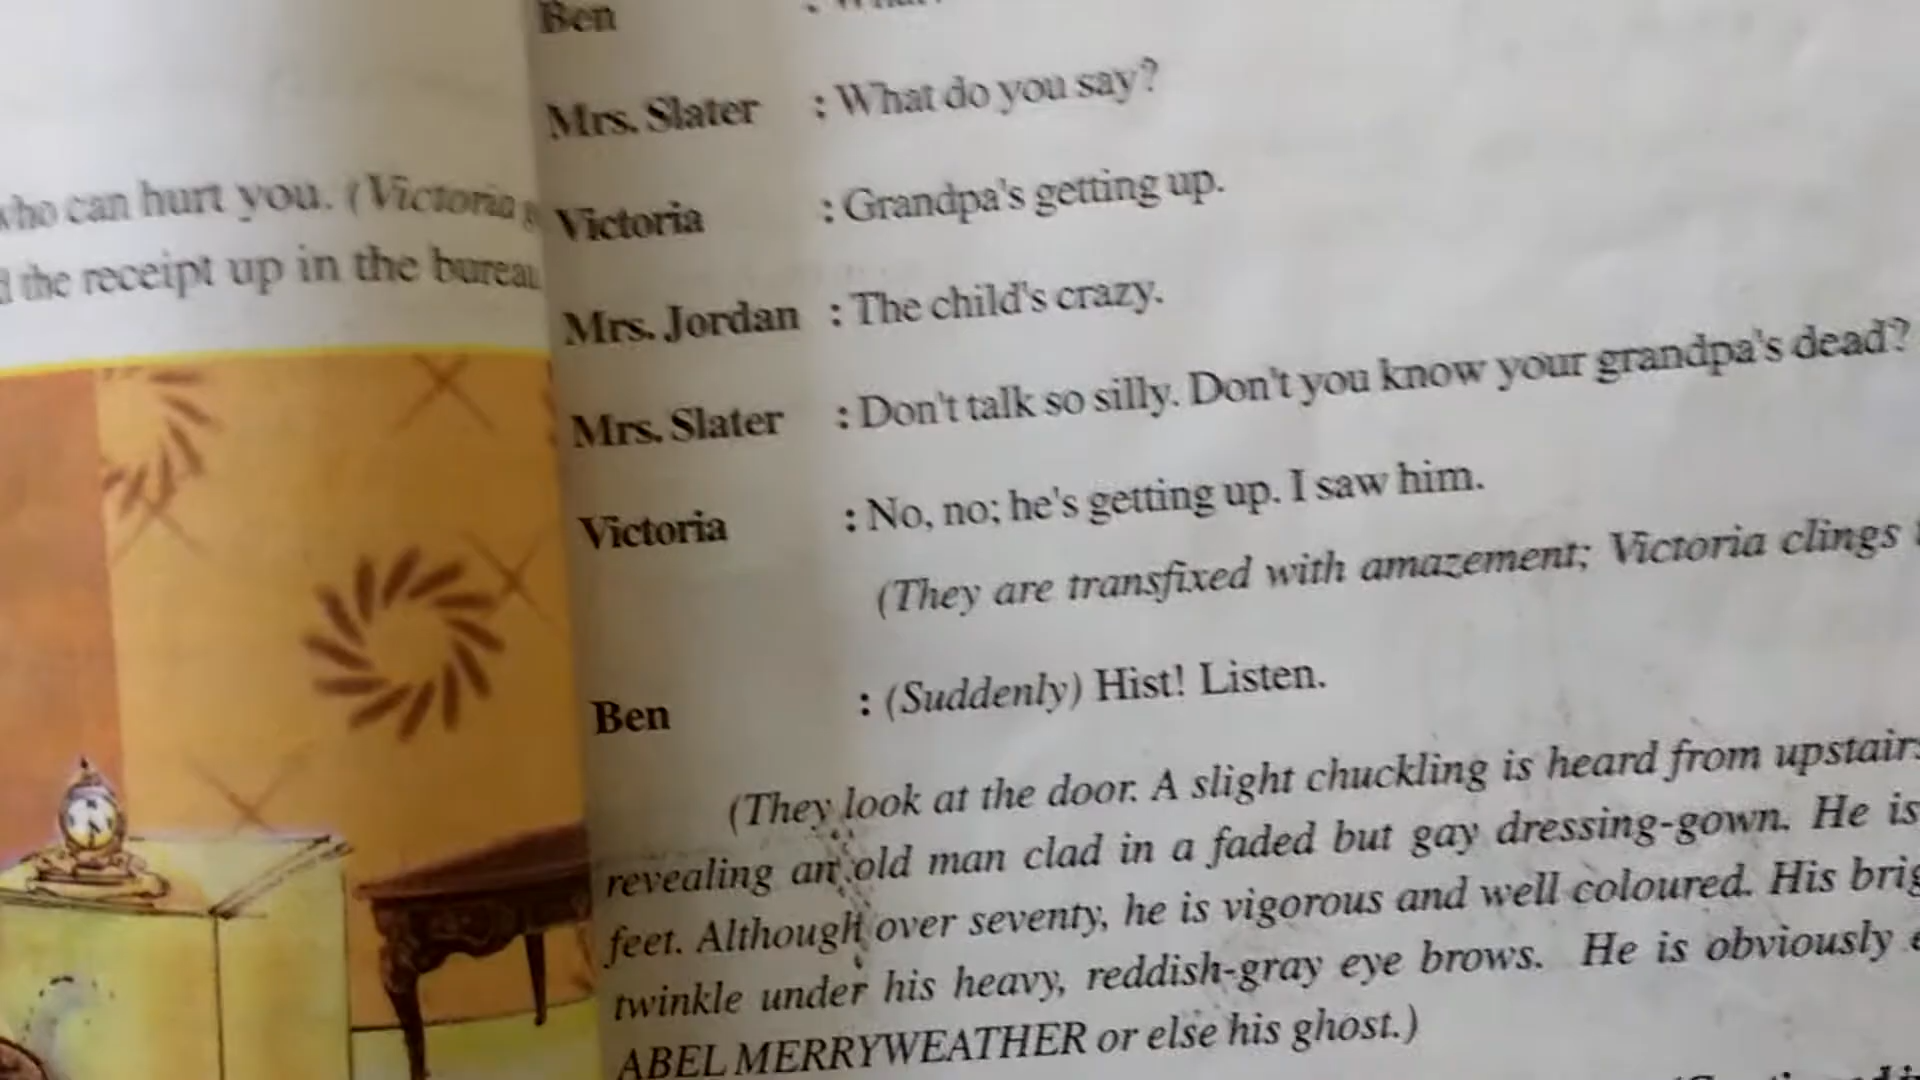 who can hurt you. (Victoria
the receipt up in the bureau
Ben :
Mrs. Slater : What do you say?
Victoria : Grandpa's getting up.
Mrs. Jordan : The child's crazy.
Mrs. Slater : Don't talk so silly. Don't you know your grandpa's dead?
Victoria : No, no; he's getting up. I saw him.
(They are transfixed with amazement; Victoria clings
Ben : (Suddenly) Hist! Listen.
(They look at the door. A slight chuckling is heard from upstairs
revealing an old man clad in a faded but gay dressing-gown. He is
feet. Although over seventy, he is vigorous and well coloured. His
twinkle under his heavy, reddish-gray eye brows. He is obviously
ABEL MERRYWEATHER or else his ghost.)